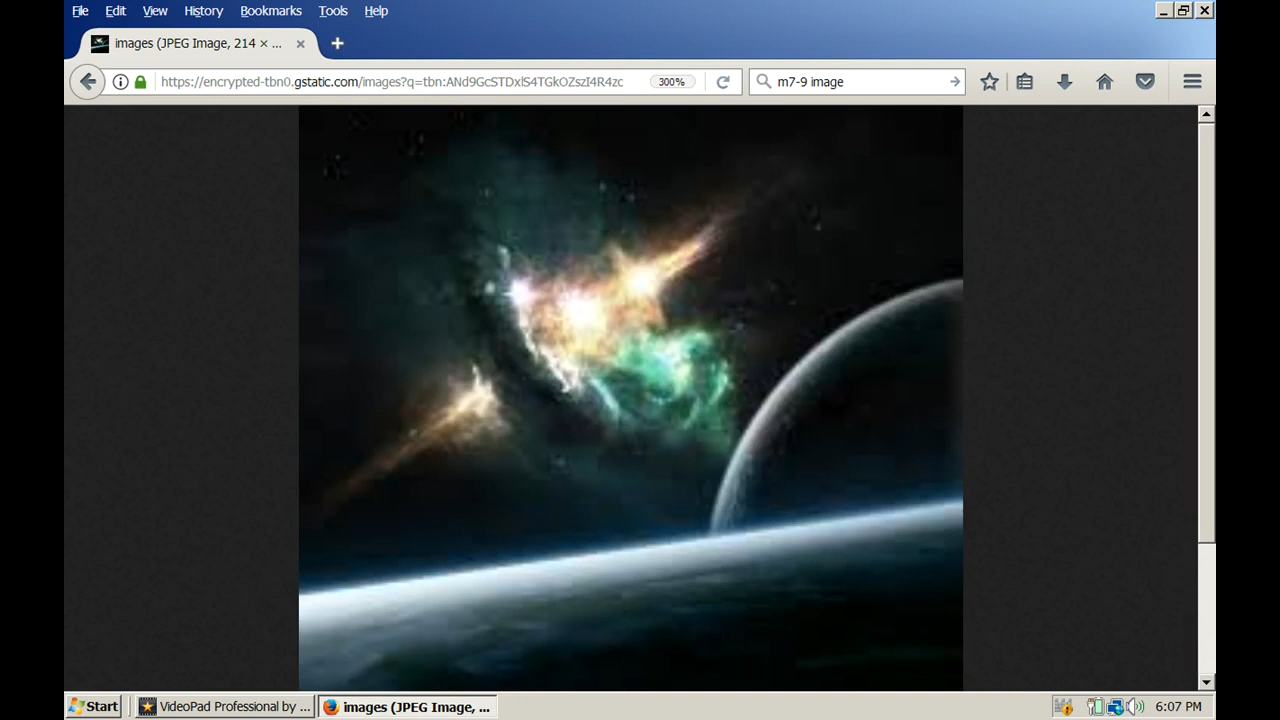 File Edit View History Bookmarks Tools Help
images (JPEG Image, 214 × ...
https://encrypted-tbn0.gstatic.com/images?q=tbn:ANd9GcSTDxlS4TGkOZszI4R4zc 300% m7-9 image
Start VideoPad Professional by ... images (JPEG Image, ... 6:07 PM